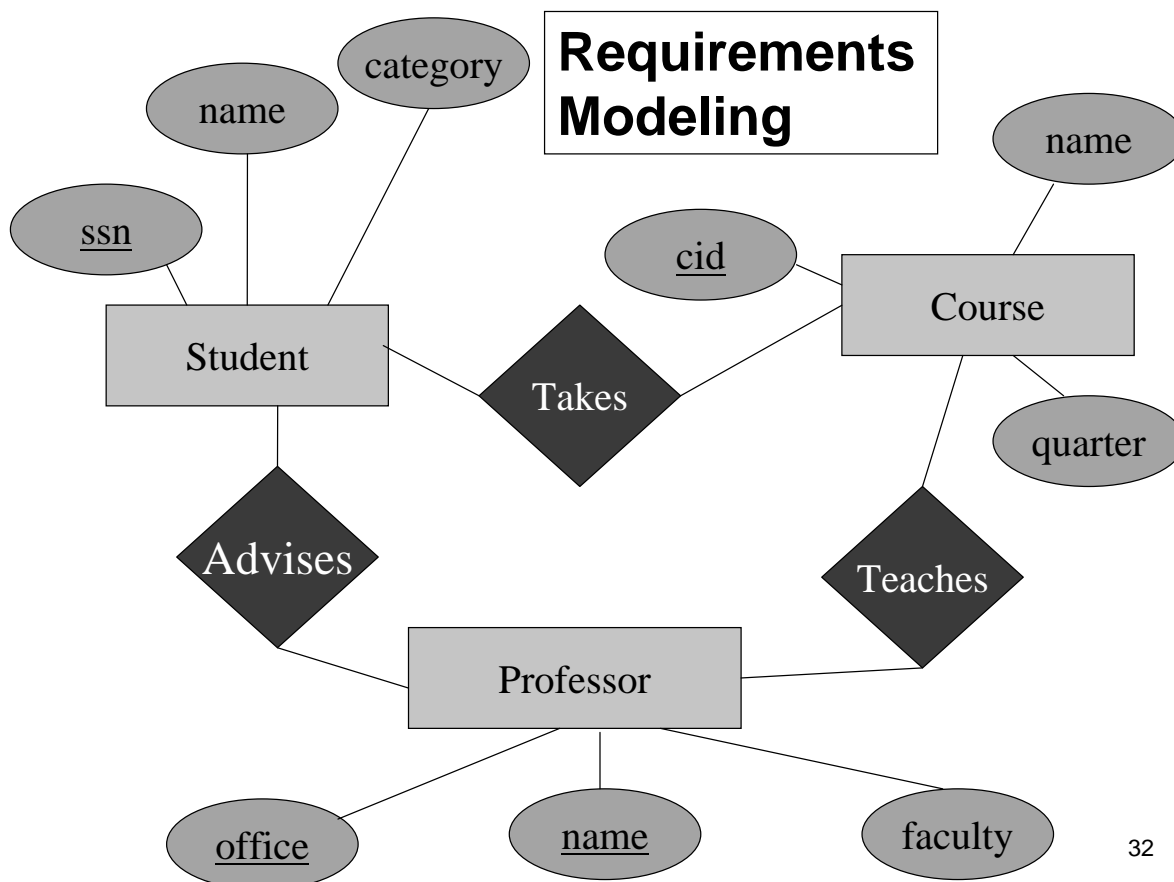 Requirements
Modeling
category
name
name
ssn
cid
Course
Student
Takes
quarter
Advises
Teaches
Professor
office
name
faculty
32